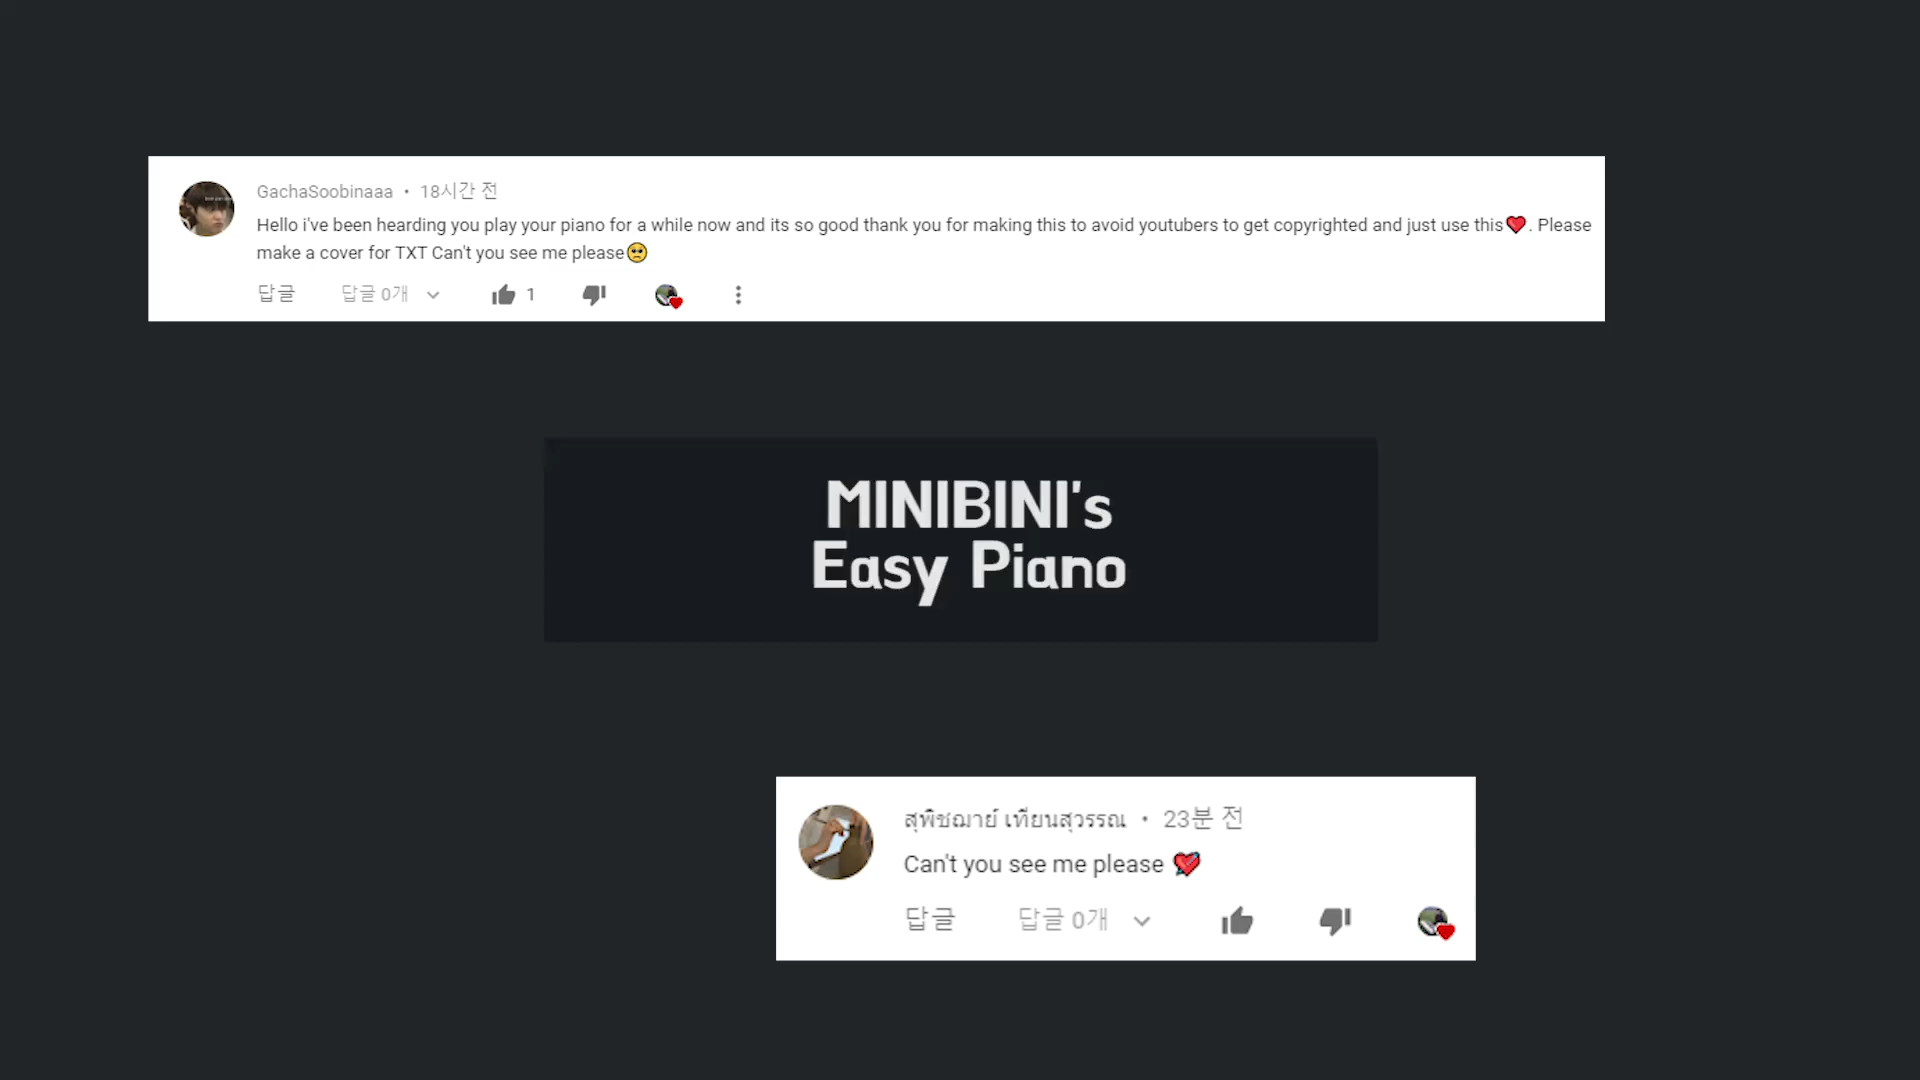 GachaSoobinaaa • 18시간 전
Hello i've been hearding you play your piano for a while now and its so good thank you for making this to avoid youtubers to get copyrighted and just use this❤️. Please
make a cover for TXT Can't you see me please🥺
답글 답글 0개 1
MINIBINI's
Easy Piano
สุพิชฌาย์ เทียนสุวรรณ • 23분 전
Can't you see me please 💘
답글 답글 0개